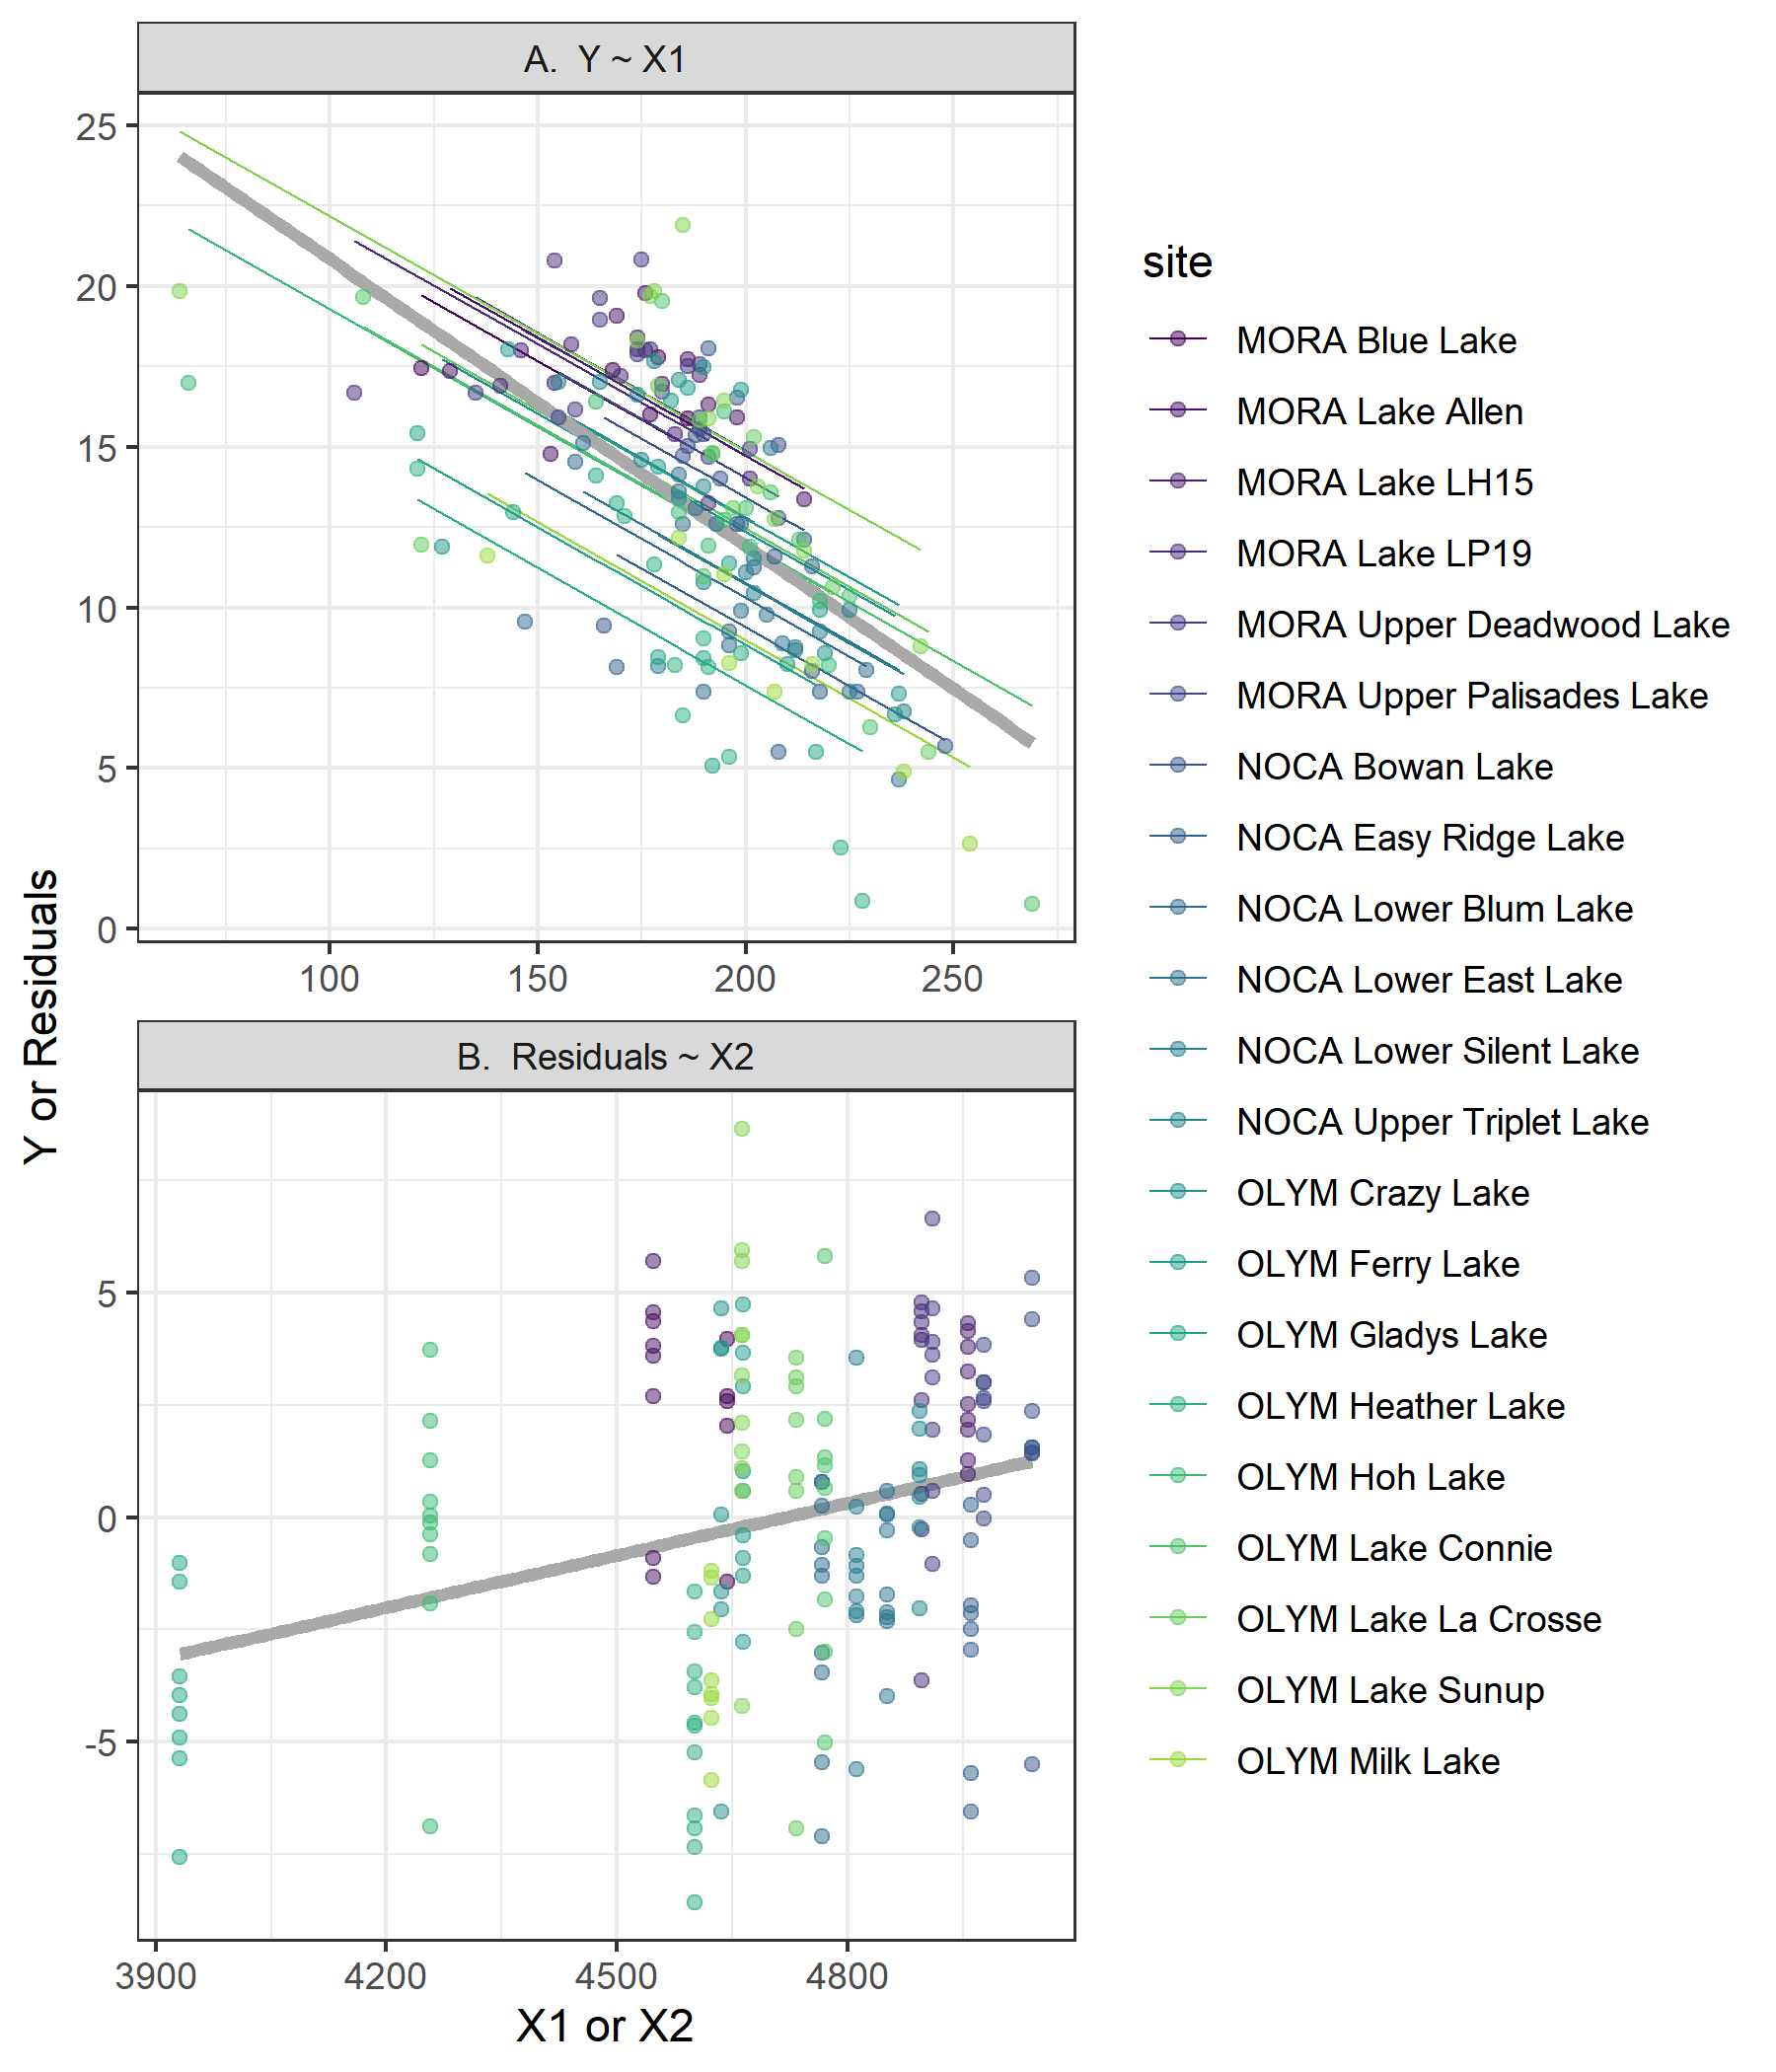 A.  Y ~ X1
25
20
15
10
5
0
100 150 200 250
B.  Residuals ~ X2
5
0
-5
3900 4200 4500 4800
X1 or X2
Y or Residuals
site
MORA Blue Lake
MORA Lake Allen
MORA Lake LH15
MORA Lake LP19
MORA Upper Deadwood Lake
MORA Upper Palisades Lake
NOCA Bowan Lake
NOCA Easy Ridge Lake
NOCA Lower Blum Lake
NOCA Lower East Lake
NOCA Lower Silent Lake
NOCA Upper Triplet Lake
OLYM Crazy Lake
OLYM Ferry Lake
OLYM Gladys Lake
OLYM Heather Lake
OLYM Hoh Lake
OLYM Lake Connie
OLYM Lake La Crosse
OLYM Lake Sunup
OLYM Milk Lake